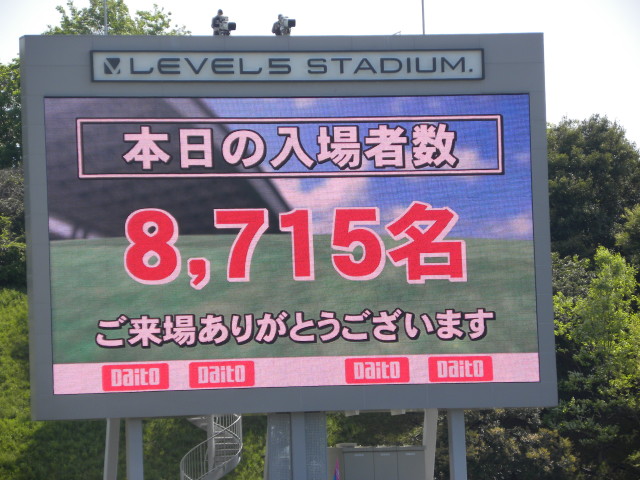 LEVEL5 STADIUM.
本日の入場者数
8,715名
ご来場ありがとうございます
Daito Daito Daito Daito